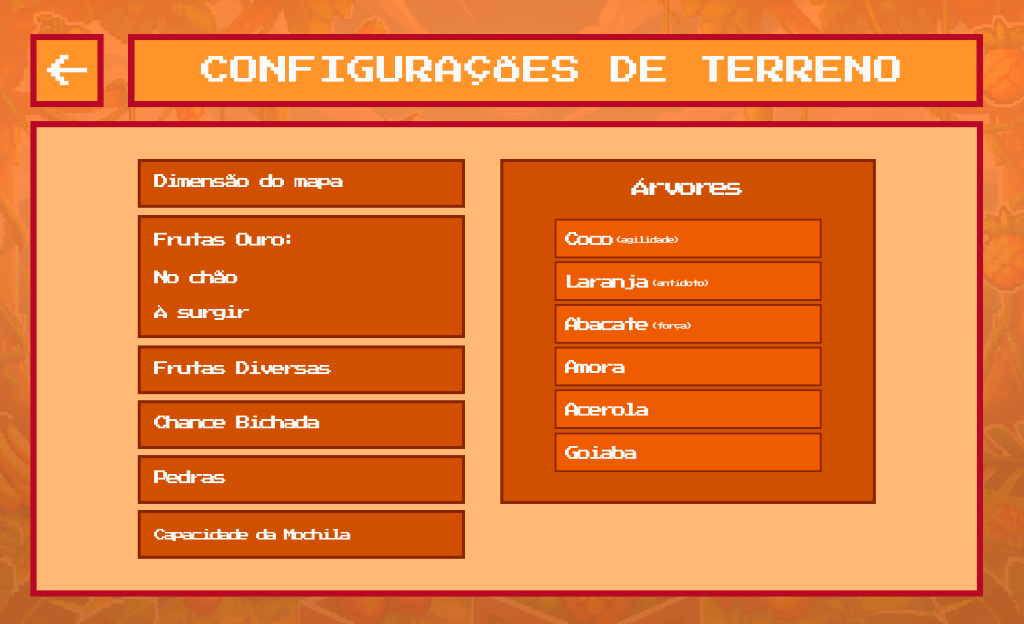 CONFIGURAÇÕES DE TERRENO
Dimensão do mapa
Frutas Ouro:
No chão
À surgir
Frutas Diversas
Chance Bichada
Pedras
Capacidade da Mochila
Árvores
Coco (agilidade)
Laranja (antidoto)
Abacate (força)
Amora
Acerola
Goiaba